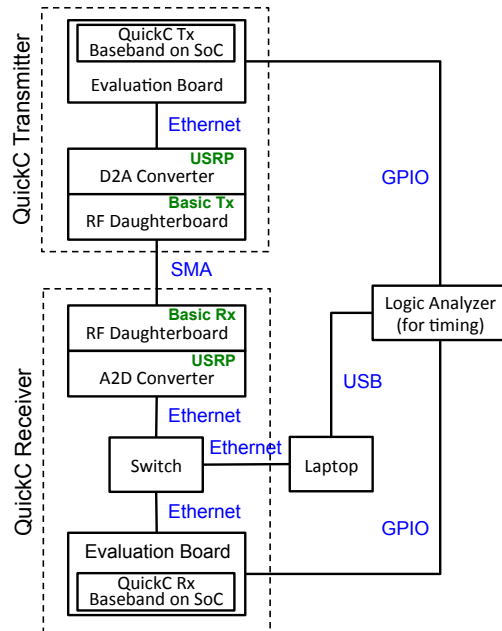 QuickC Transmitter
QuickC Tx
Baseband on SoC
Evaluation Board
Ethernet
USRP
D2A Converter
Basic Tx
RF Daughterboard
GPIO
SMA
QuickC Receiver
Basic Rx
RF Daughterboard
USRP
A2D Converter
Logic Analyzer
(for timing)
USB
Ethernet
Switch
Ethernet
Laptop
Ethernet
GPIO
Evaluation Board
QuickC Rx
Baseband on SoC